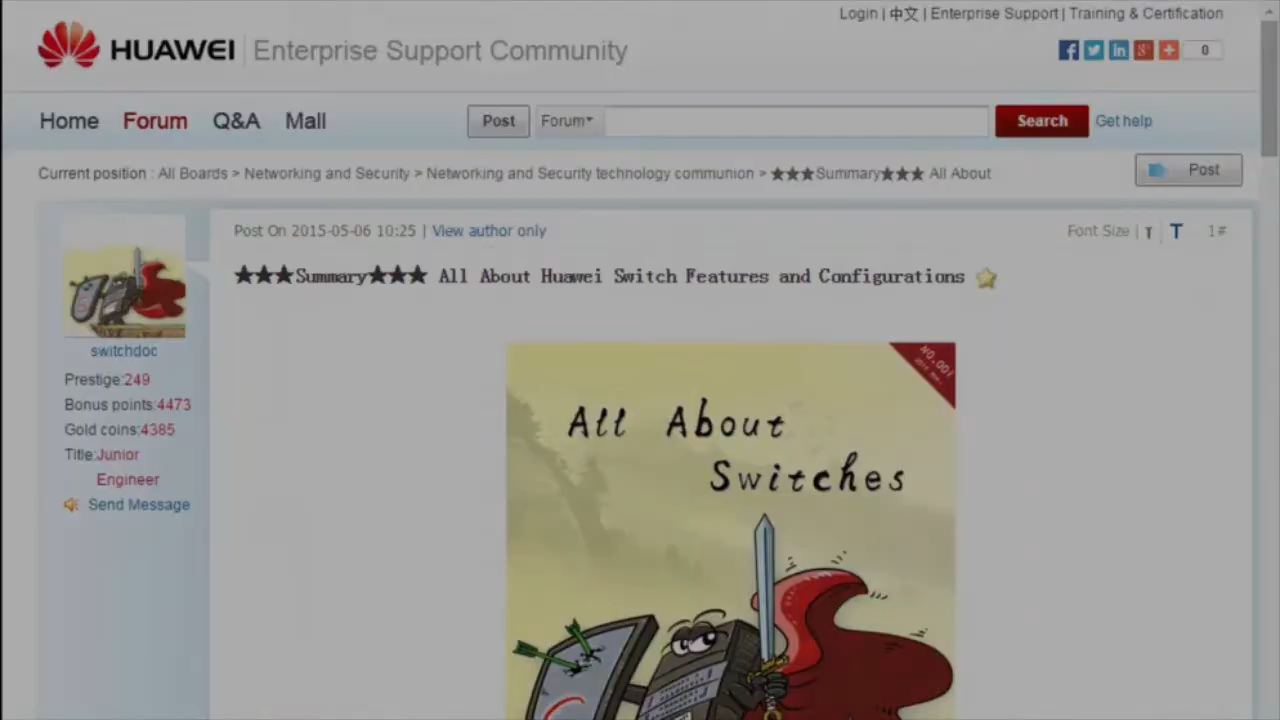 Login | 中文 | Enterprise Support | Training & Certification
HUAWEI Enterprise Support Community
0
Home Forum Q&A Mall Post Forum Search Get help
Current position : All Boards > Networking and Security > Networking and Security technology communion > ★★★Summary★★★ All About
Post
Post On 2015-05-06 10:25 | View author only
Font Size | T | T 1#
★★★Summary★★★ All About Huawei Switch Features and Configurations
switchdoc
Prestige:249
Bonus points:4473
Gold coins:4385
Title:Junior
Engineer
Send Message
NO.001
All About
Switches